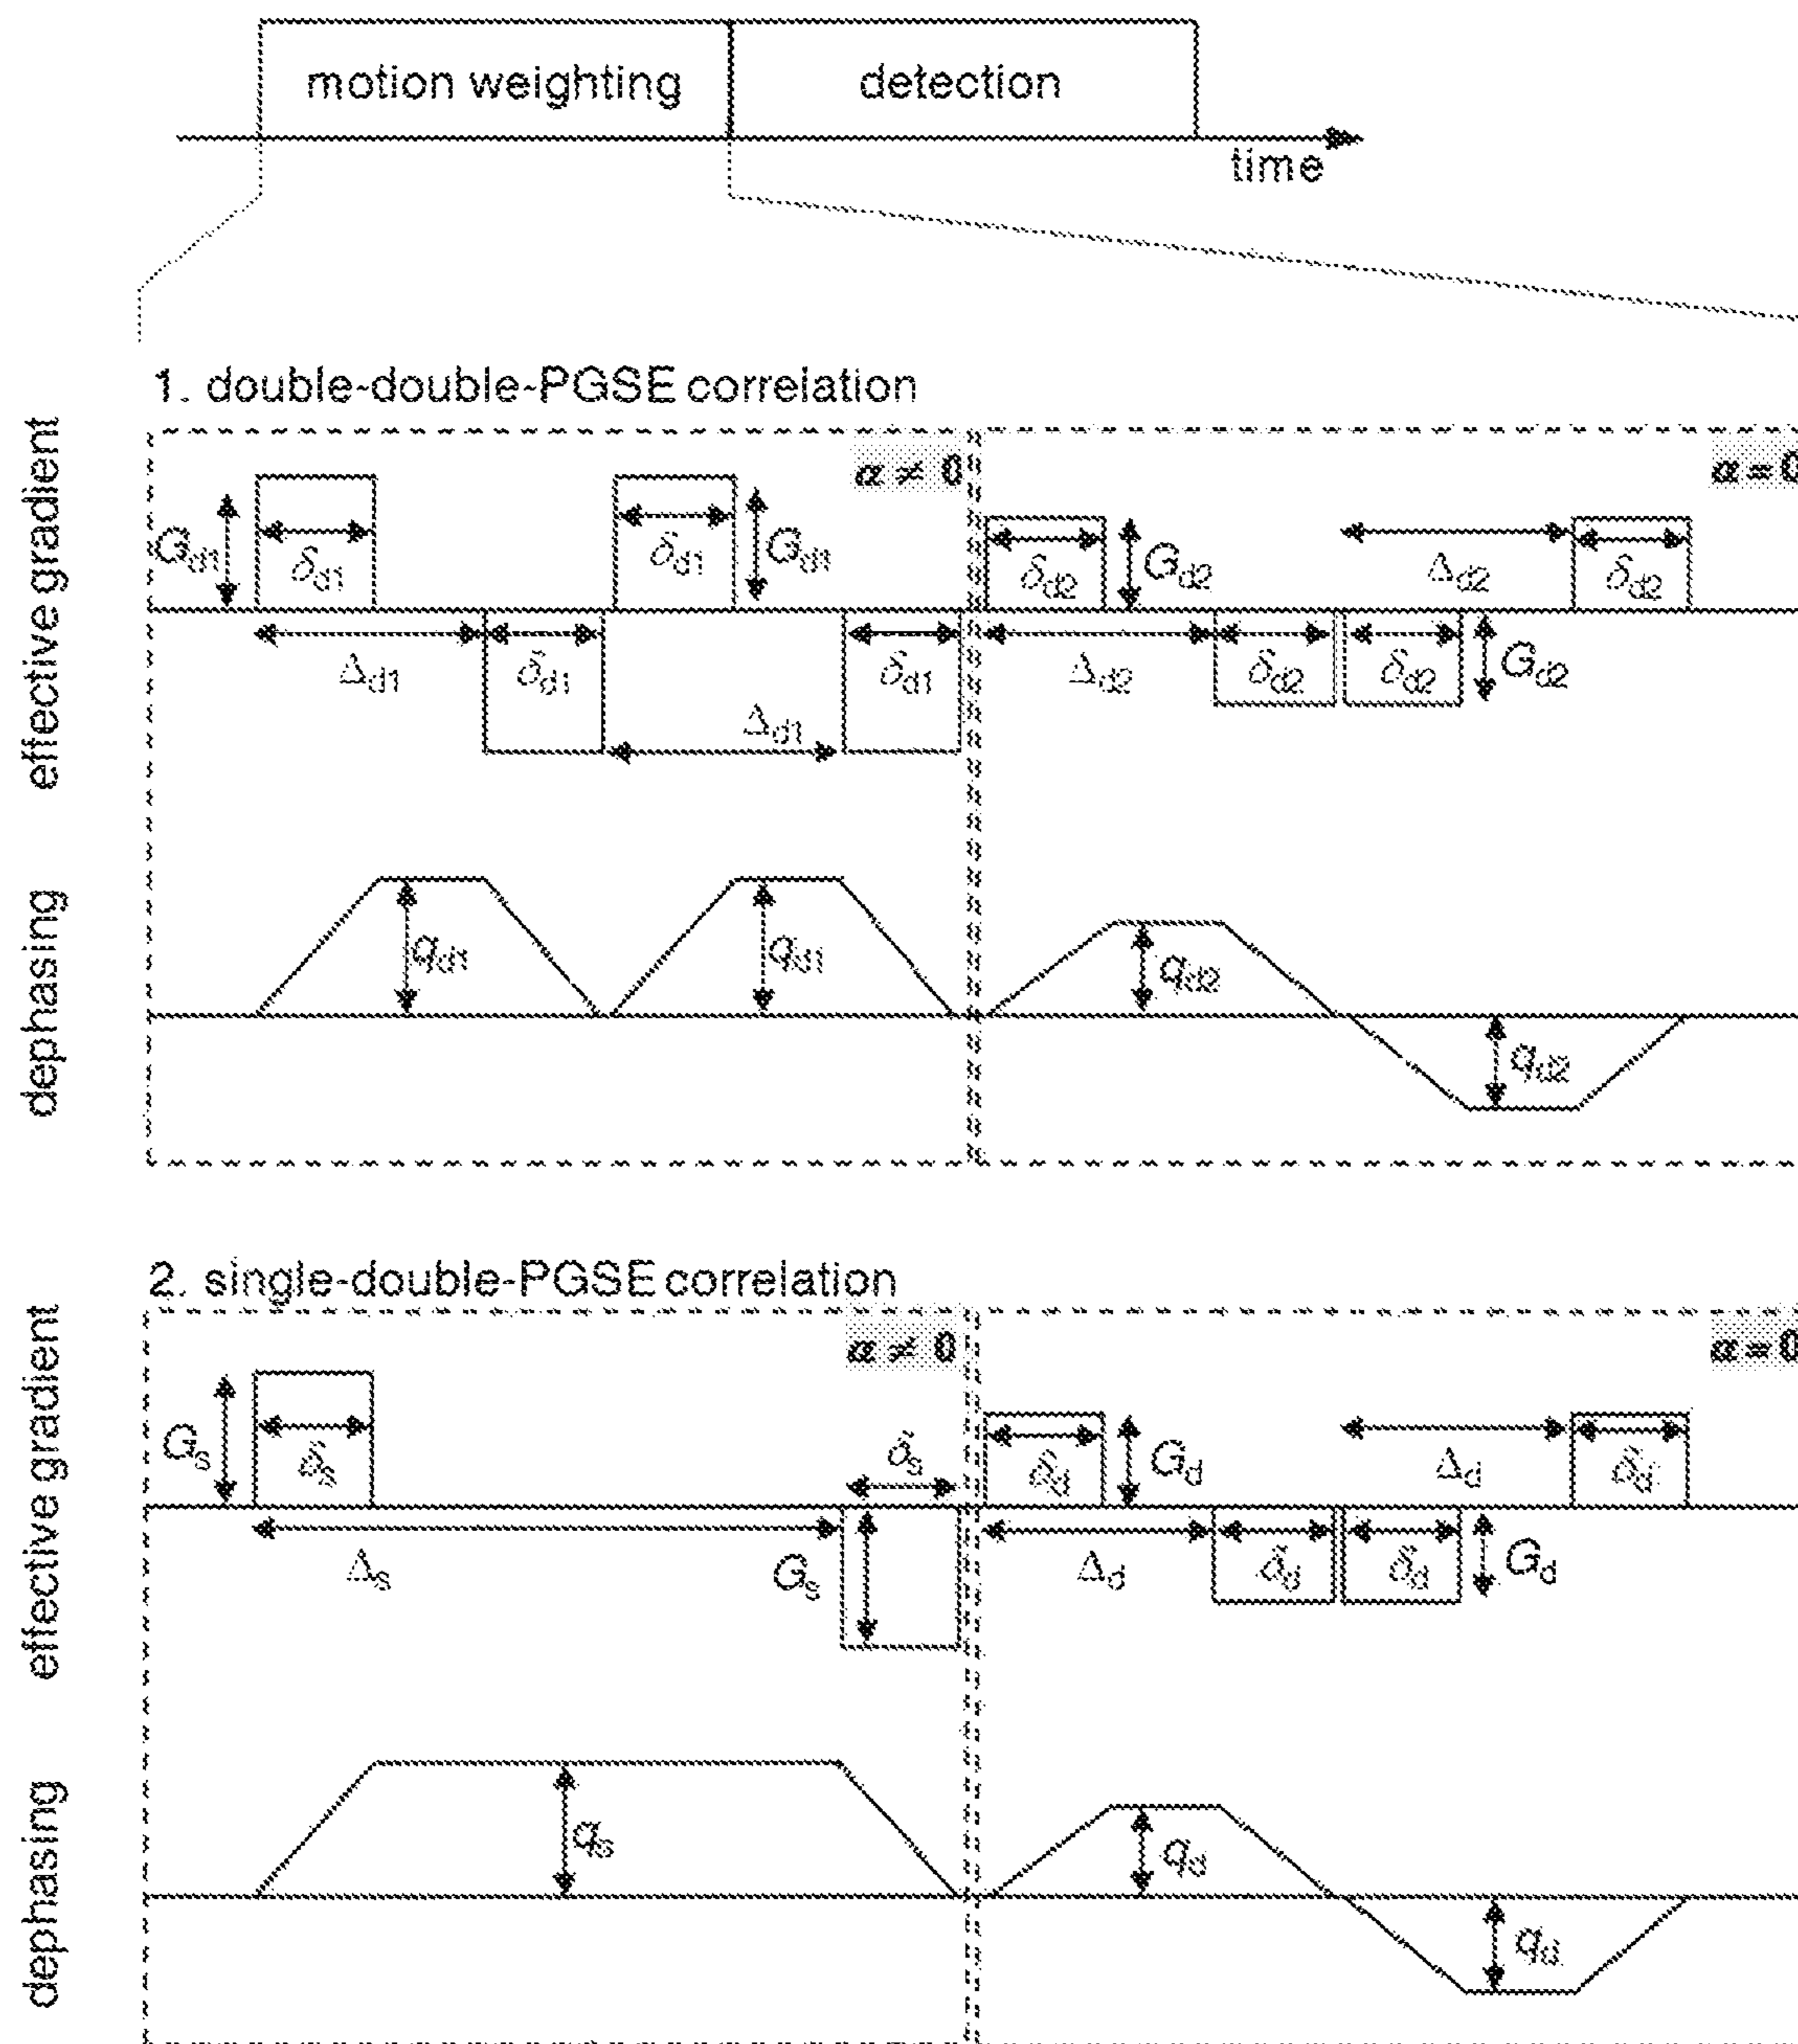 motion weighting detection
time
1. double-double-PGSE correlation
effective gradient
α ≠ 0 α = 0
G_d1 δ_d1 δ_d1 G_d1 δ_d2 G_d2 Δ_d2 δ_d2
Δ_d1 δ_d1 Δ_d1 δ_d1 Δ_d2 δ_d2 δ_d2 G_d2
dephasing
q_d1 q_d1 q_d2 q_d2
2. single-double-PGSE correlation
effective gradient
α ≠ 0 α = 0
G_s δ_s δ_s δ_d G_d Δ_d δ_d
Δ_s G_s Δ_d δ_d δ_d G_d
dephasing
q_s q_d q_d